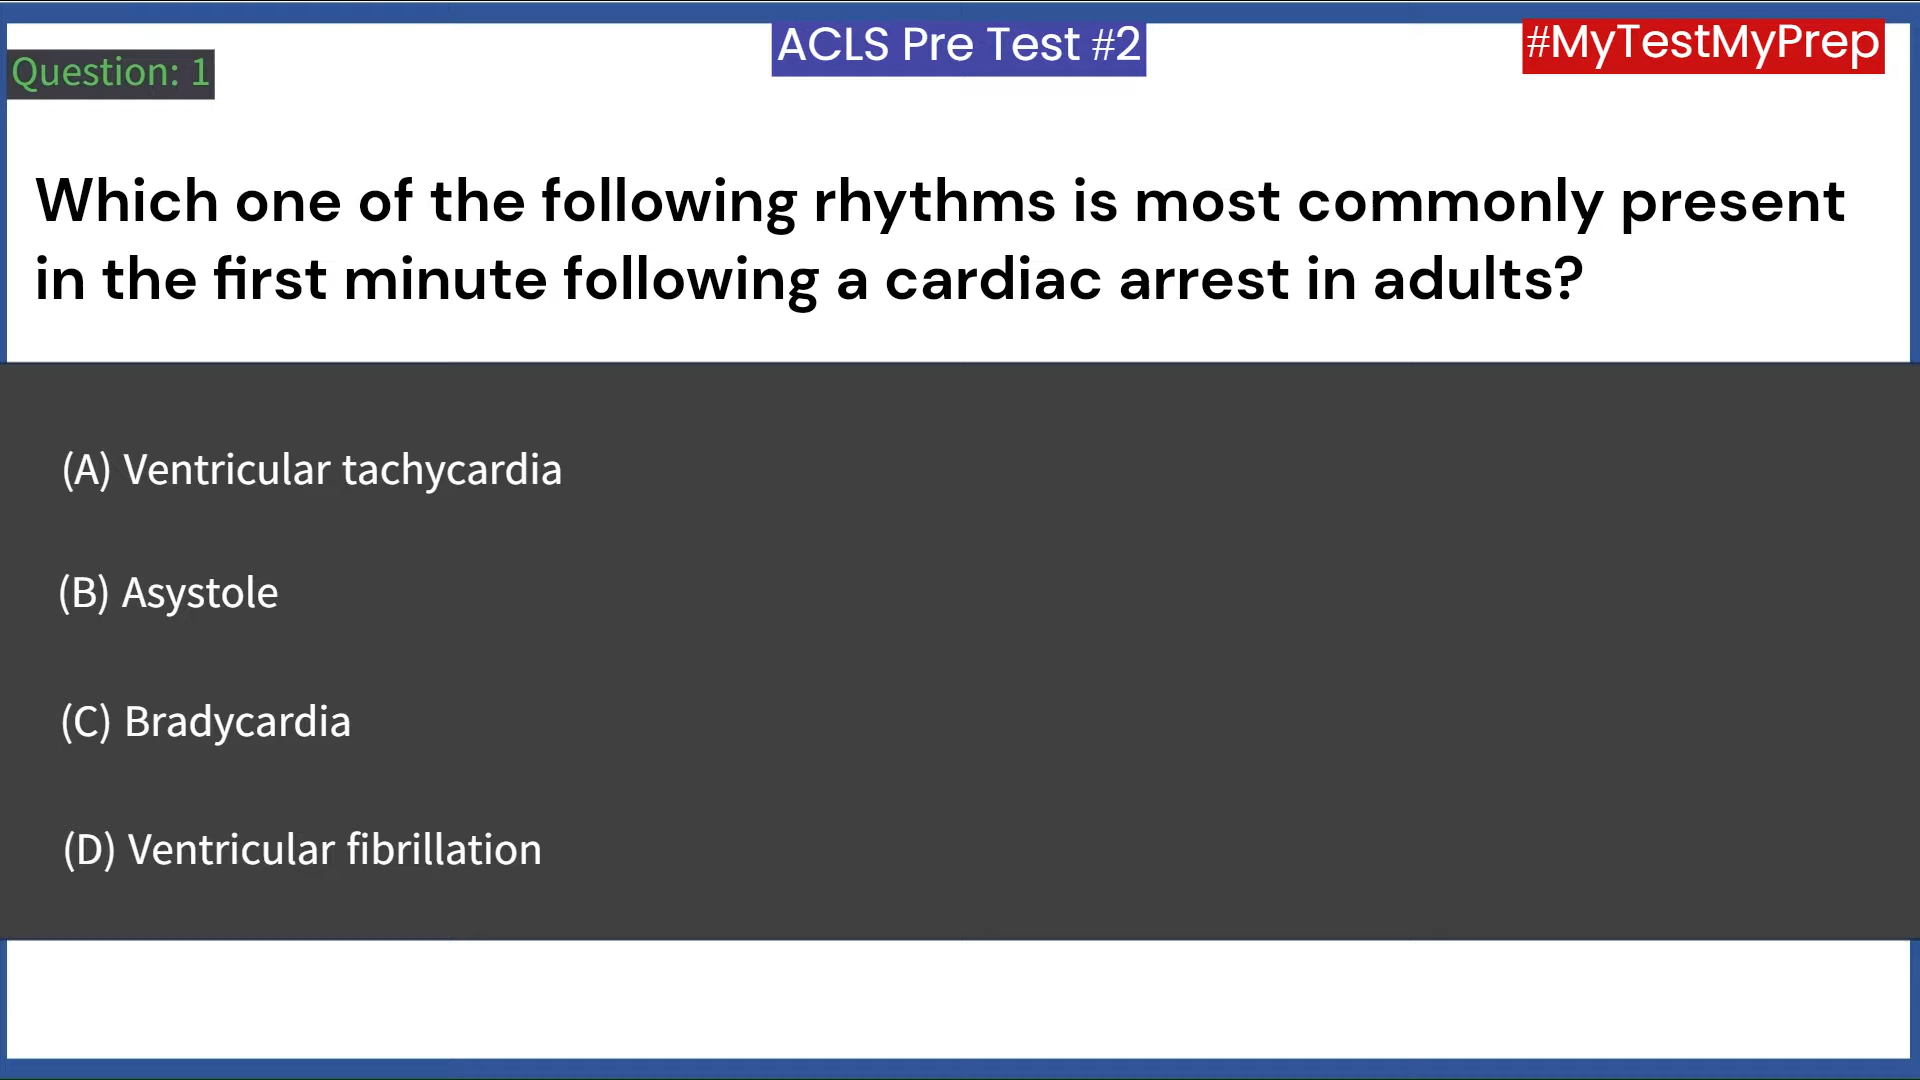 ACLS Pre Test #2
#MyTestMyPrep
Question: 1
Which one of the following rhythms is most commonly present
in the first minute following a cardiac arrest in adults?
(A) Ventricular tachycardia
(B) Asystole
(C) Bradycardia
(D) Ventricular fibrillation